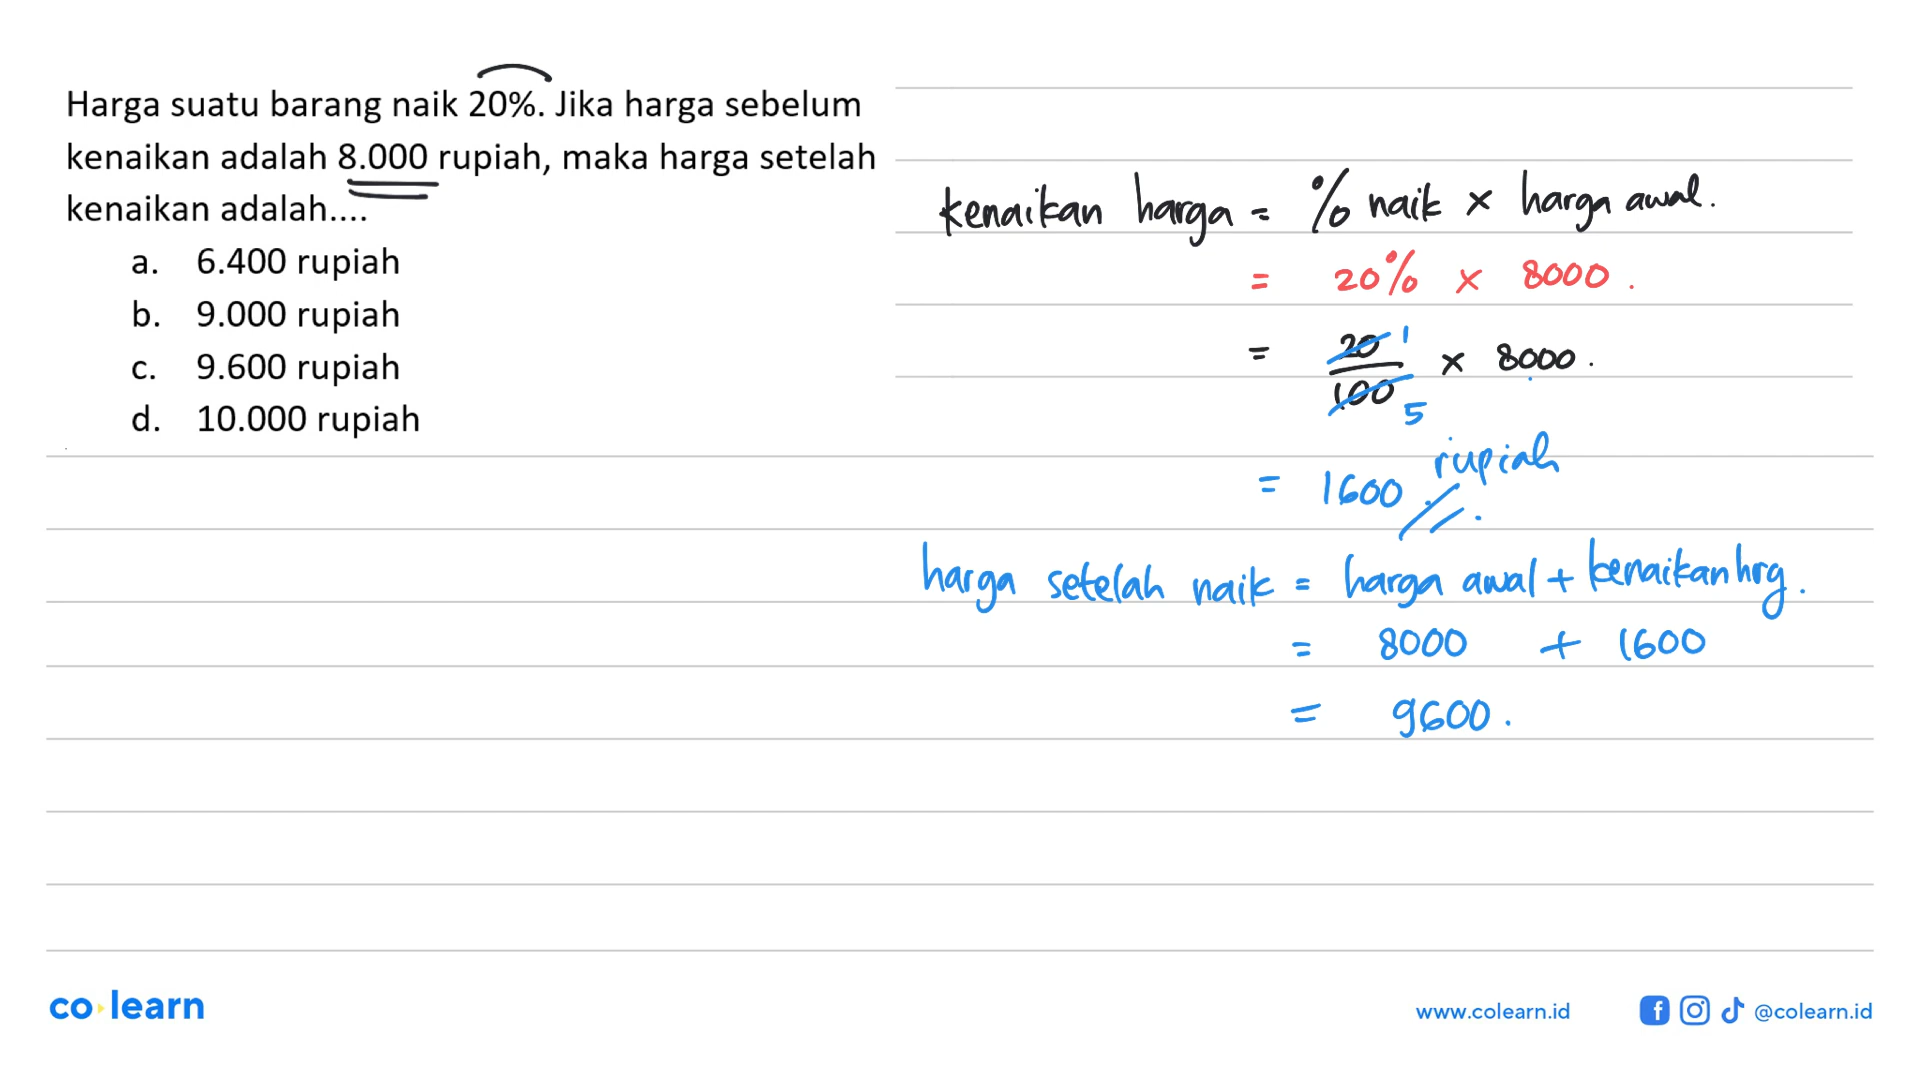 Harga suatu barang naik 20%. Jika harga sebelum
kenaikan adalah 8.000 rupiah, maka harga setelah
kenaikan adalah....
a. 6.400 rupiah
b. 9.000 rupiah
c. 9.600 rupiah
d. 10.000 rupiah
kenaikan harga = % naik × harga awal.
= 20% × 8000.
= 20/100 1/5 × 8000.
= 1600 rupiah
harga setelah naik = harga awal + kenaikan hrg.
= 8000 + 1600
= 9600.
co learn
www.colearn.id
@colearn.id